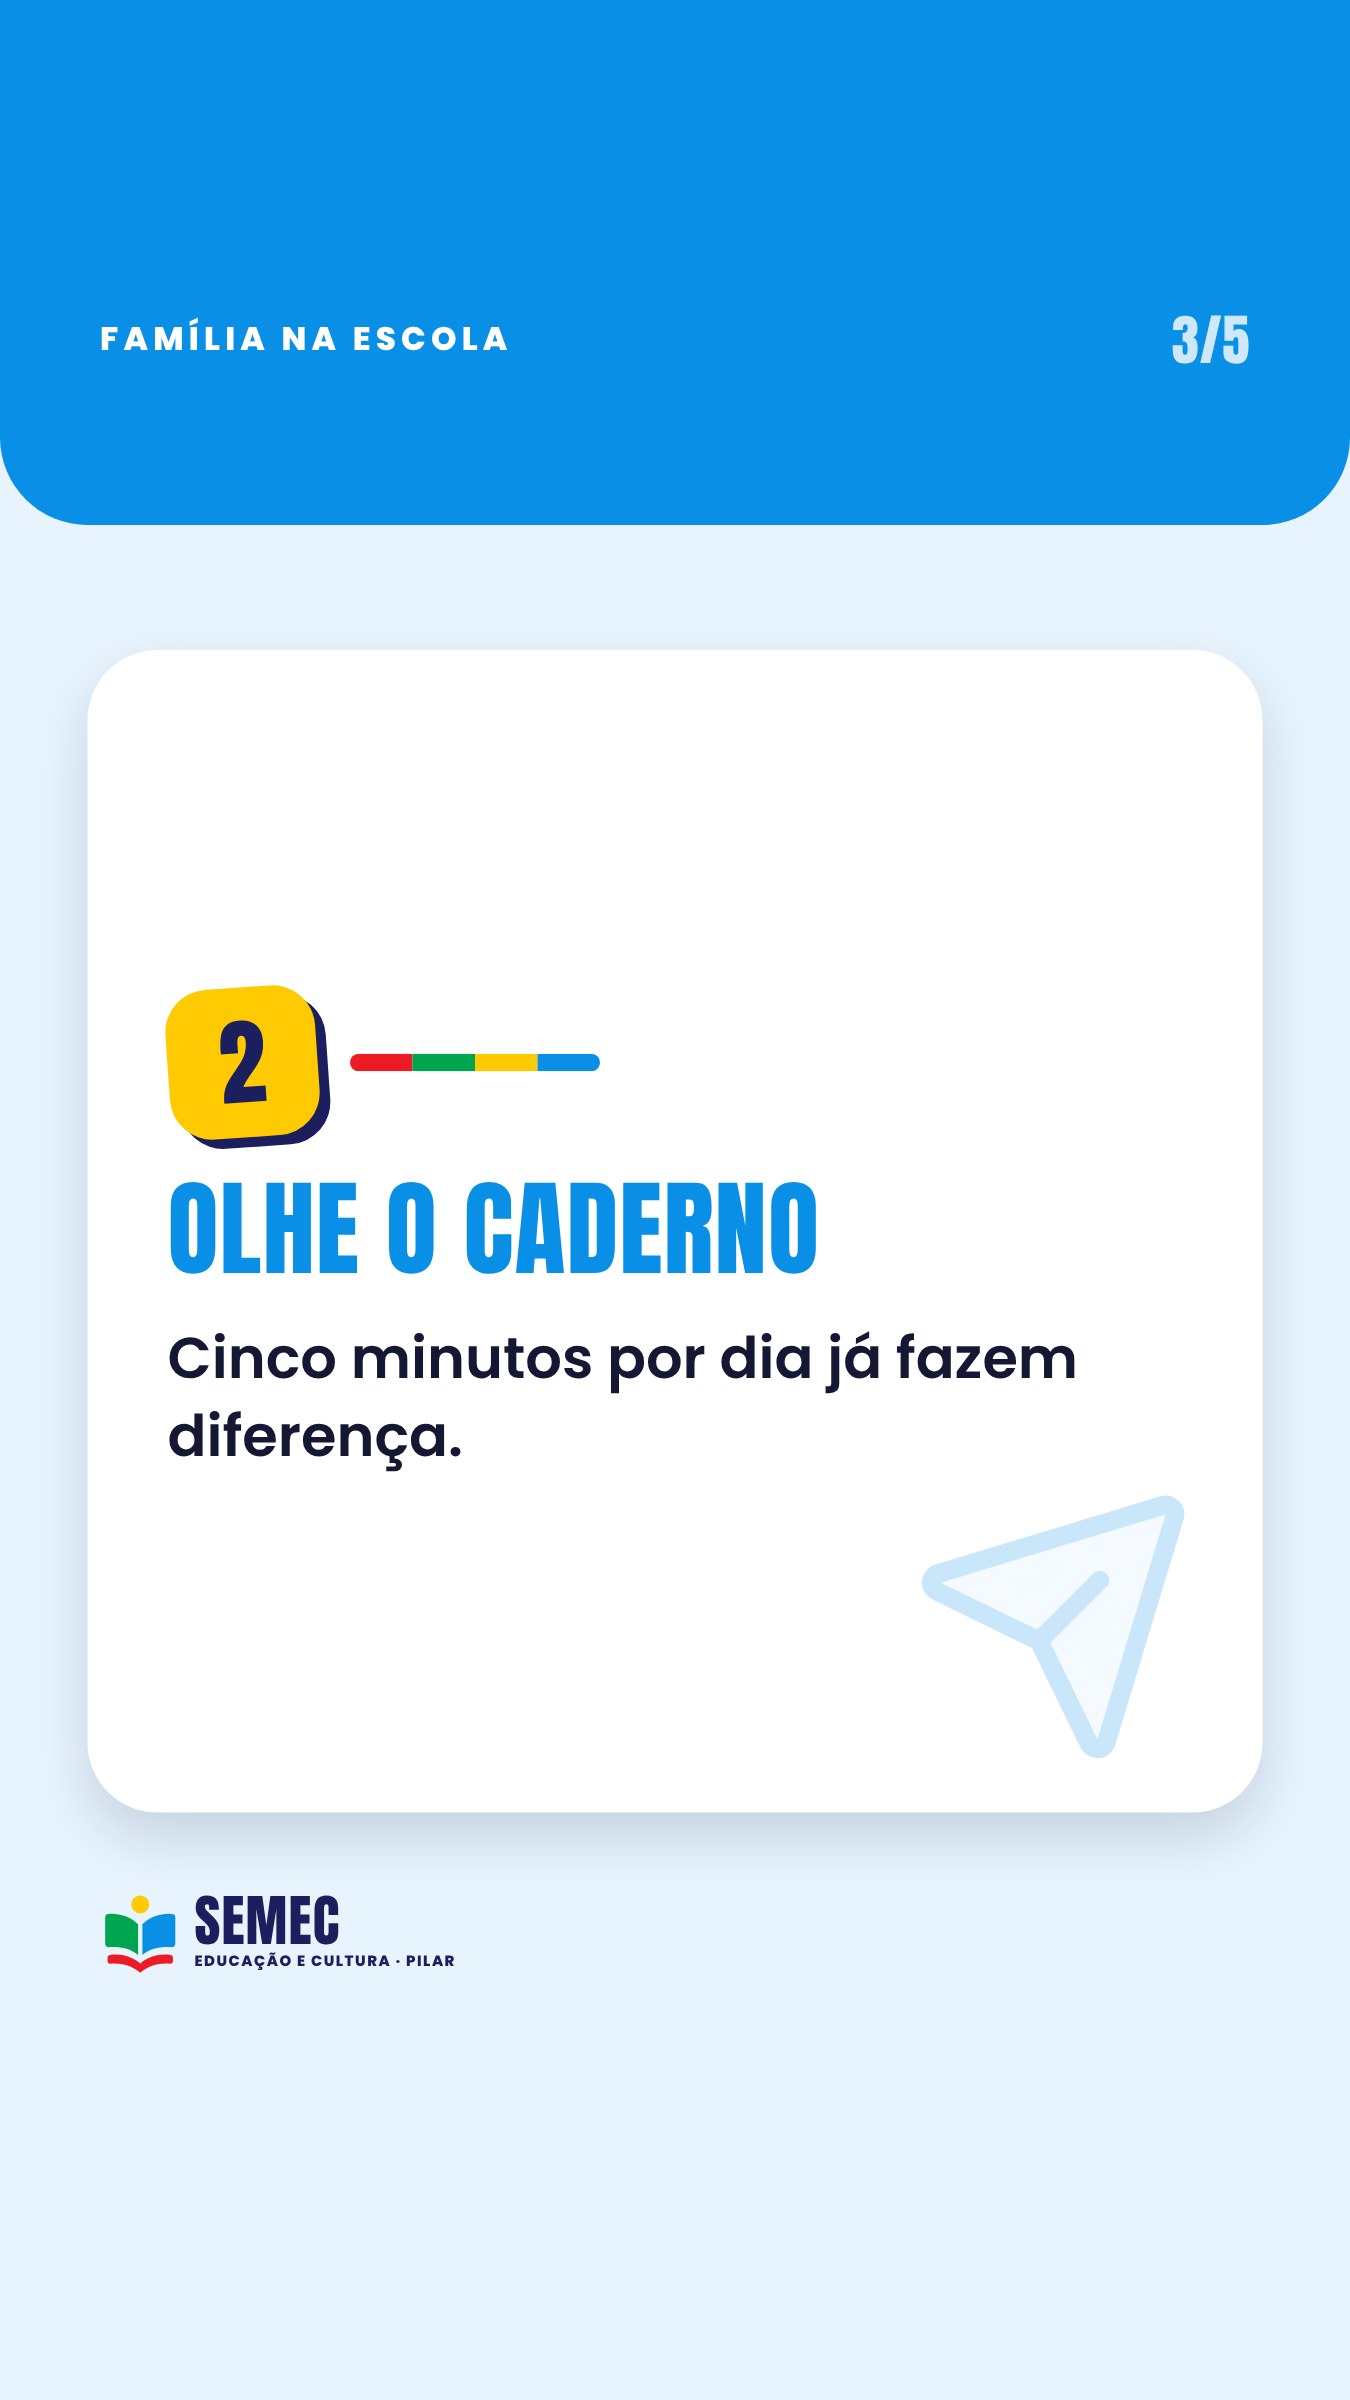 FAMÍLIA NA ESCOLA
3/5
2
OLHE O CADERNO
Cinco minutos por dia já fazem
diferença.
SEMEC
EDUCAÇÃO E CULTURA · PILAR